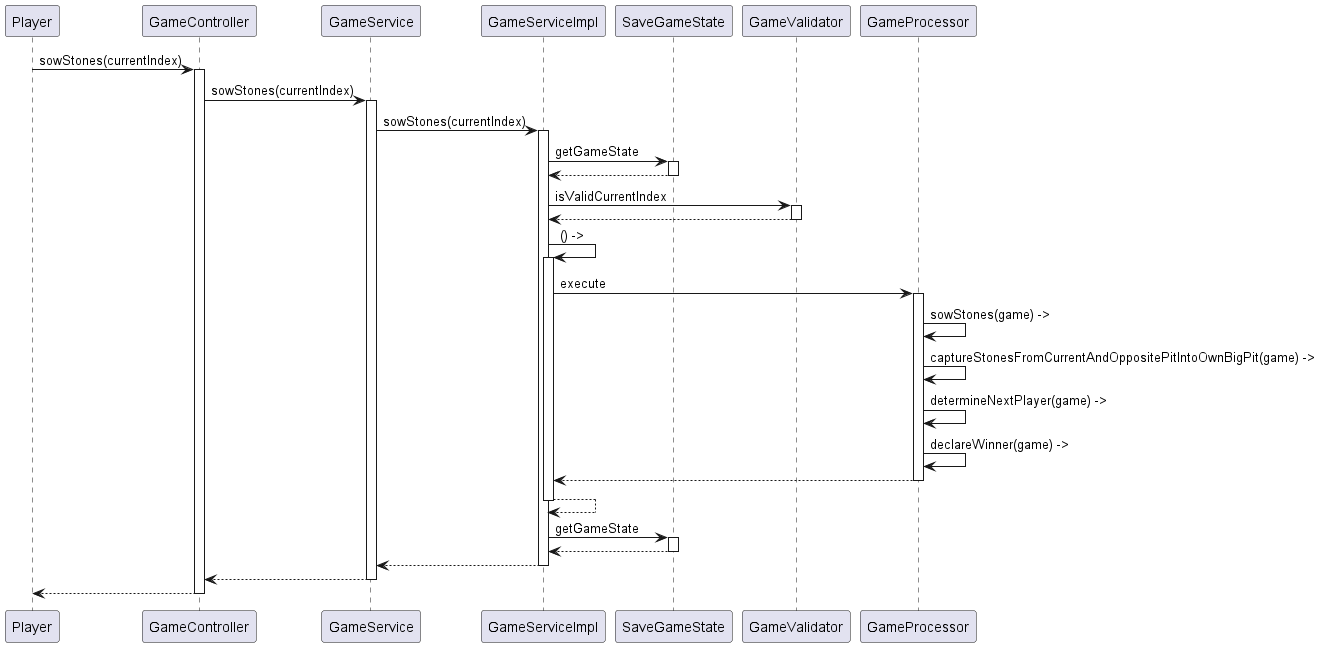 Player GameController GameService GameServiceImpl SaveGameState GameValidator GameProcessor
sowStones(currentIndex)
sowStones(currentIndex)
sowStones(currentIndex)
getGameState
isValidCurrentIndex
() ->
execute
sowStones(game) ->
captureStonesFromCurrentAndOppositePitIntoOwnBigPit(game) ->
determineNextPlayer(game) ->
declareWinner(game) ->
getGameState
Player GameController GameService GameServiceImpl SaveGameState GameValidator GameProcessor